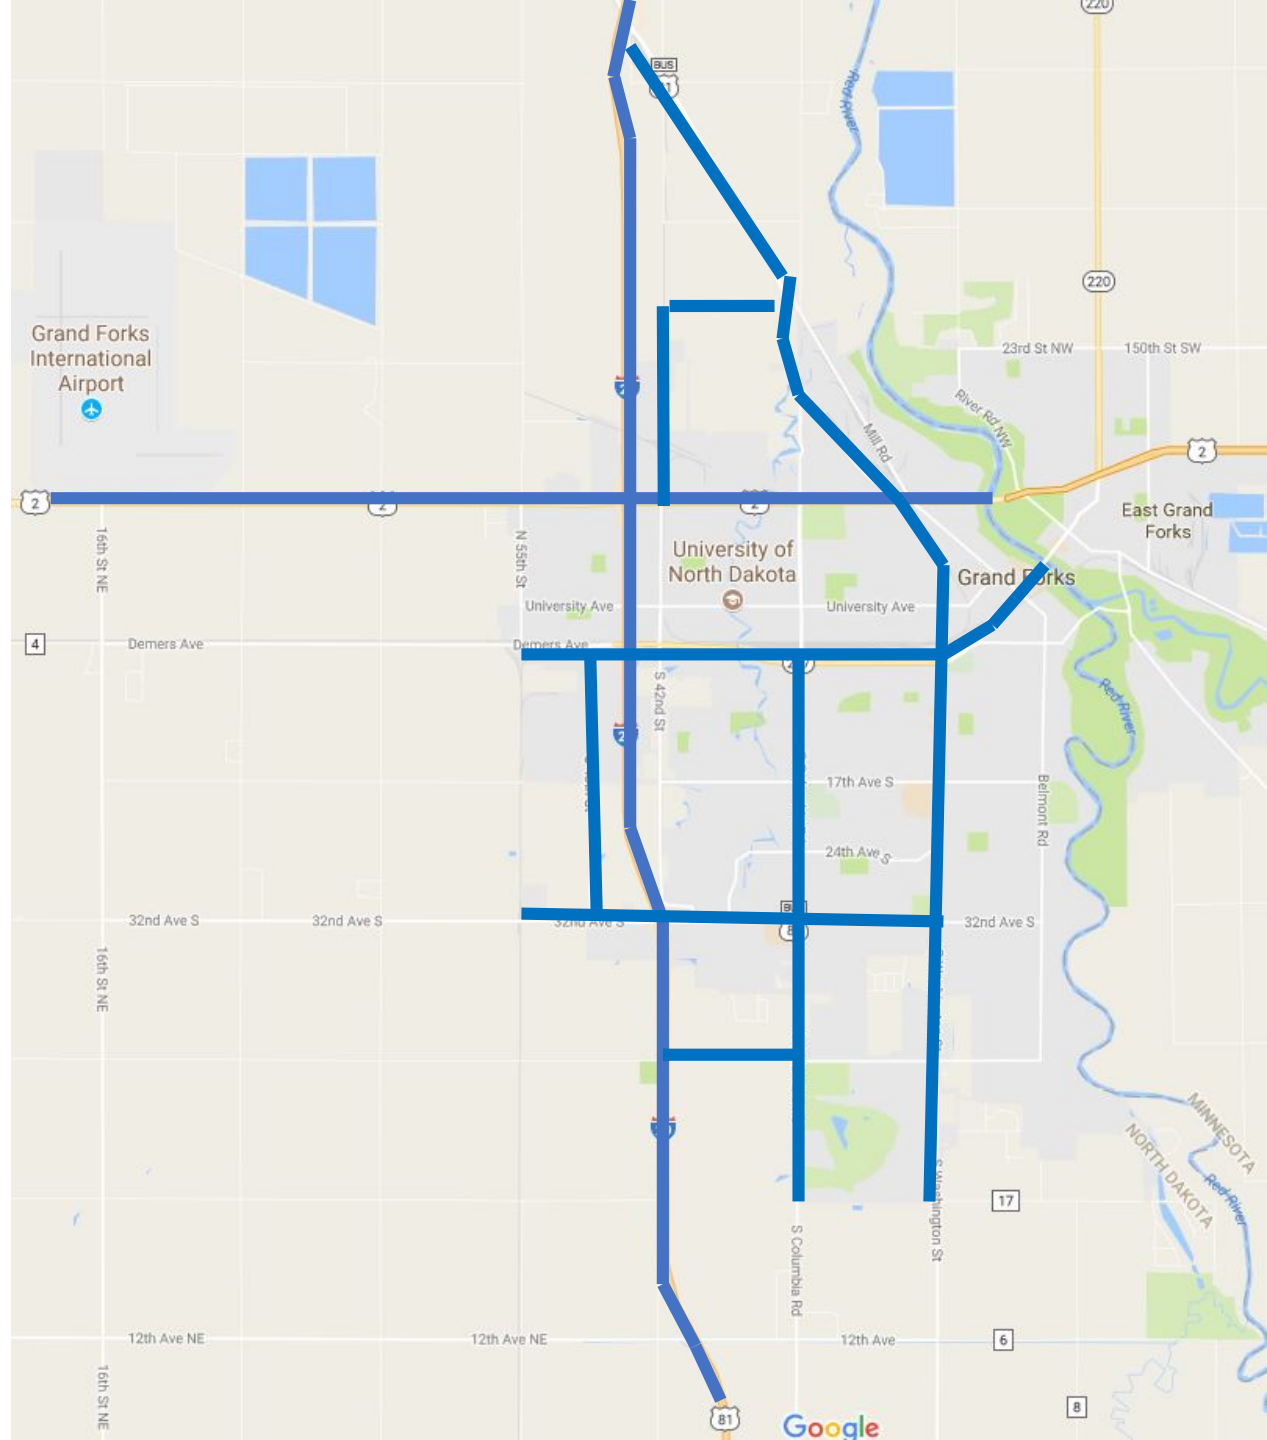 220
BUS
Red River
220
Grand Forks
International
Airport
23rd St NW
150th St SW
River Rd NW
Mill Rd
2
2
2
East Grand
Forks
16th St NE
N 55th St
University of
North Dakota
Grand Forks
University Ave
University Ave
4
Demers Ave
Demers Ave
S 42nd St
Red River
17th Ave S
Belmont Rd
24th Ave S
32nd Ave S
32nd Ave S
32nd Ave S
32nd Ave S
16th St NE
MINNESOTA
NORTH DAKOTA
Red River
17
S Washington St
S Columbia Rd
12th Ave NE
12th Ave NE
12th Ave
6
16th St NE
8
81
Google